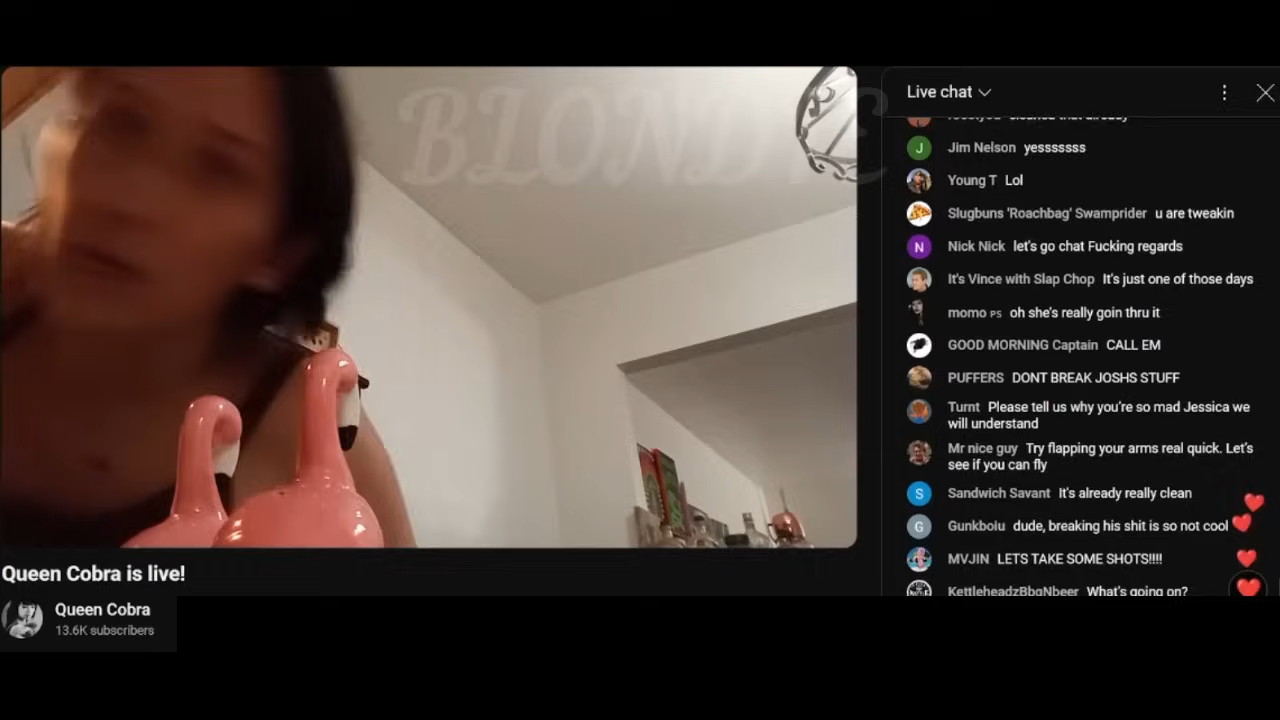 BLONDIE
Live chat
cleaned that already
J
Jim Nelson yesssssss
Young T Lol
Slugbuns 'Roachbag' Swamprider u are tweakin
N
Nick Nick let's go chat Fucking regards
It's Vince with Slap Chop It's just one of those days
momo PS oh she's really goin thru it
GOOD MORNING Captain CALL EM
PUFFERS DONT BREAK JOSHS STUFF
Turnt Please tell us why you're so mad Jessica we
will understand
Mr nice guy Try flapping your arms real quick. Let's
see if you can fly
S
Sandwich Savant It's already really clean
G
Gunkboiu dude, breaking his shit is so not cool
MVJIN LETS TAKE SOME SHOTS!!!!
KettleheadzBbqNbeer What's going on?
Queen Cobra is live!
Queen Cobra
13.6K subscribers